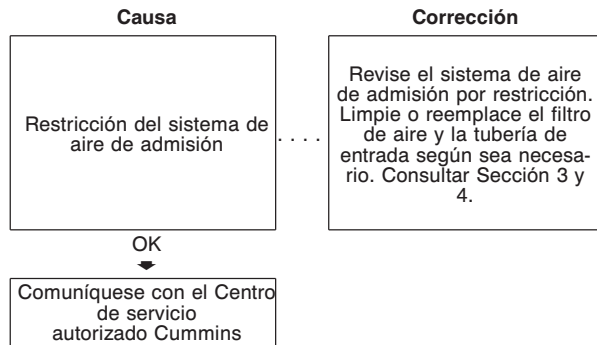 Causa
Corrección
Restricción del sistema de
aire de admisión
. . . .
Revise el sistema de aire
de admisión por restricción.
Limpie o reemplace el filtro
de aire y la tubería de
entrada según sea necesa-
rio. Consultar Sección 3 y
4.
OK
Comuníquese con el Centro
de servicio
autorizado Cummins